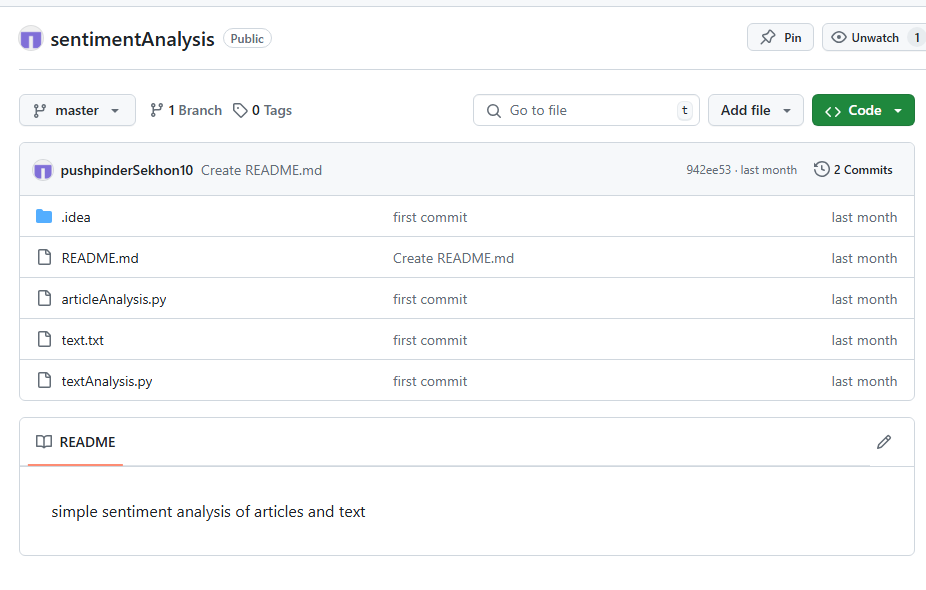 sentimentAnalysis Public Pin Unwatch 1
master 1 Branch 0 Tags Go to file t Add file Code
pushpinderSekhon10 Create README.md 942ee53 · last month 2 Commits
.idea first commit last month
README.md Create README.md last month
articleAnalysis.py first commit last month
text.txt first commit last month
textAnalysis.py first commit last month
README
simple sentiment analysis of articles and text